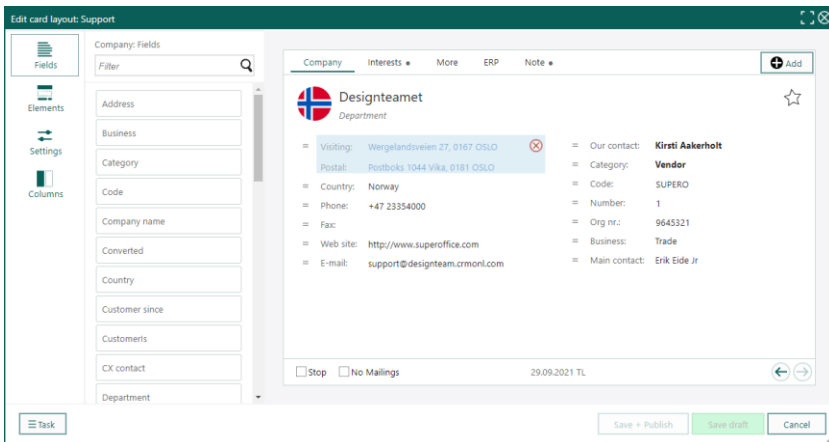 Edit card layout: Support
Fields
Elements
Settings
Columns
Company: Fields
Filter
Address
Business
Category
Code
Company name
Converted
Country
Customer since
CustomerIs
CX contact
Department
Company Interests • More ERP Note •
Add
Designteamet
Department
= Visiting: Wergelandsveien 27, 0167 OSLO
Postal: Postboks 1044 Vika, 0181 OSLO
= Country: Norway
= Phone: +47 23354000
= Fax:
= Web site: http://www.superoffice.com
= E-mail: support@designteam.crmonl.com
= Our contact: Kirsti Aakerholt
= Category: Vendor
= Code: SUPERO
= Number: 1
= Org nr.: 9645321
= Business: Trade
= Main contact: Erik Eide Jr
Stop No Mailings 29.09.2021 TL
Task
Save + Publish Save draft Cancel